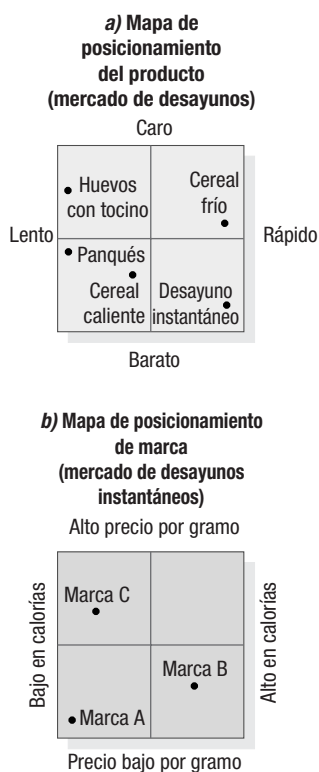 a) Mapa de
posicionamiento
del producto
(mercado de desayunos)
Caro
Huevos
con tocino
Cereal
frío
Lento
Rápido
Panqués
Cereal
caliente
Desayuno
instantáneo
Barato
b) Mapa de posicionamiento
de marca
(mercado de desayunos
instantáneos)
Alto precio por gramo
Bajo en calorías
Alto en calorías
Marca C
Marca B
Marca A
Precio bajo por gramo